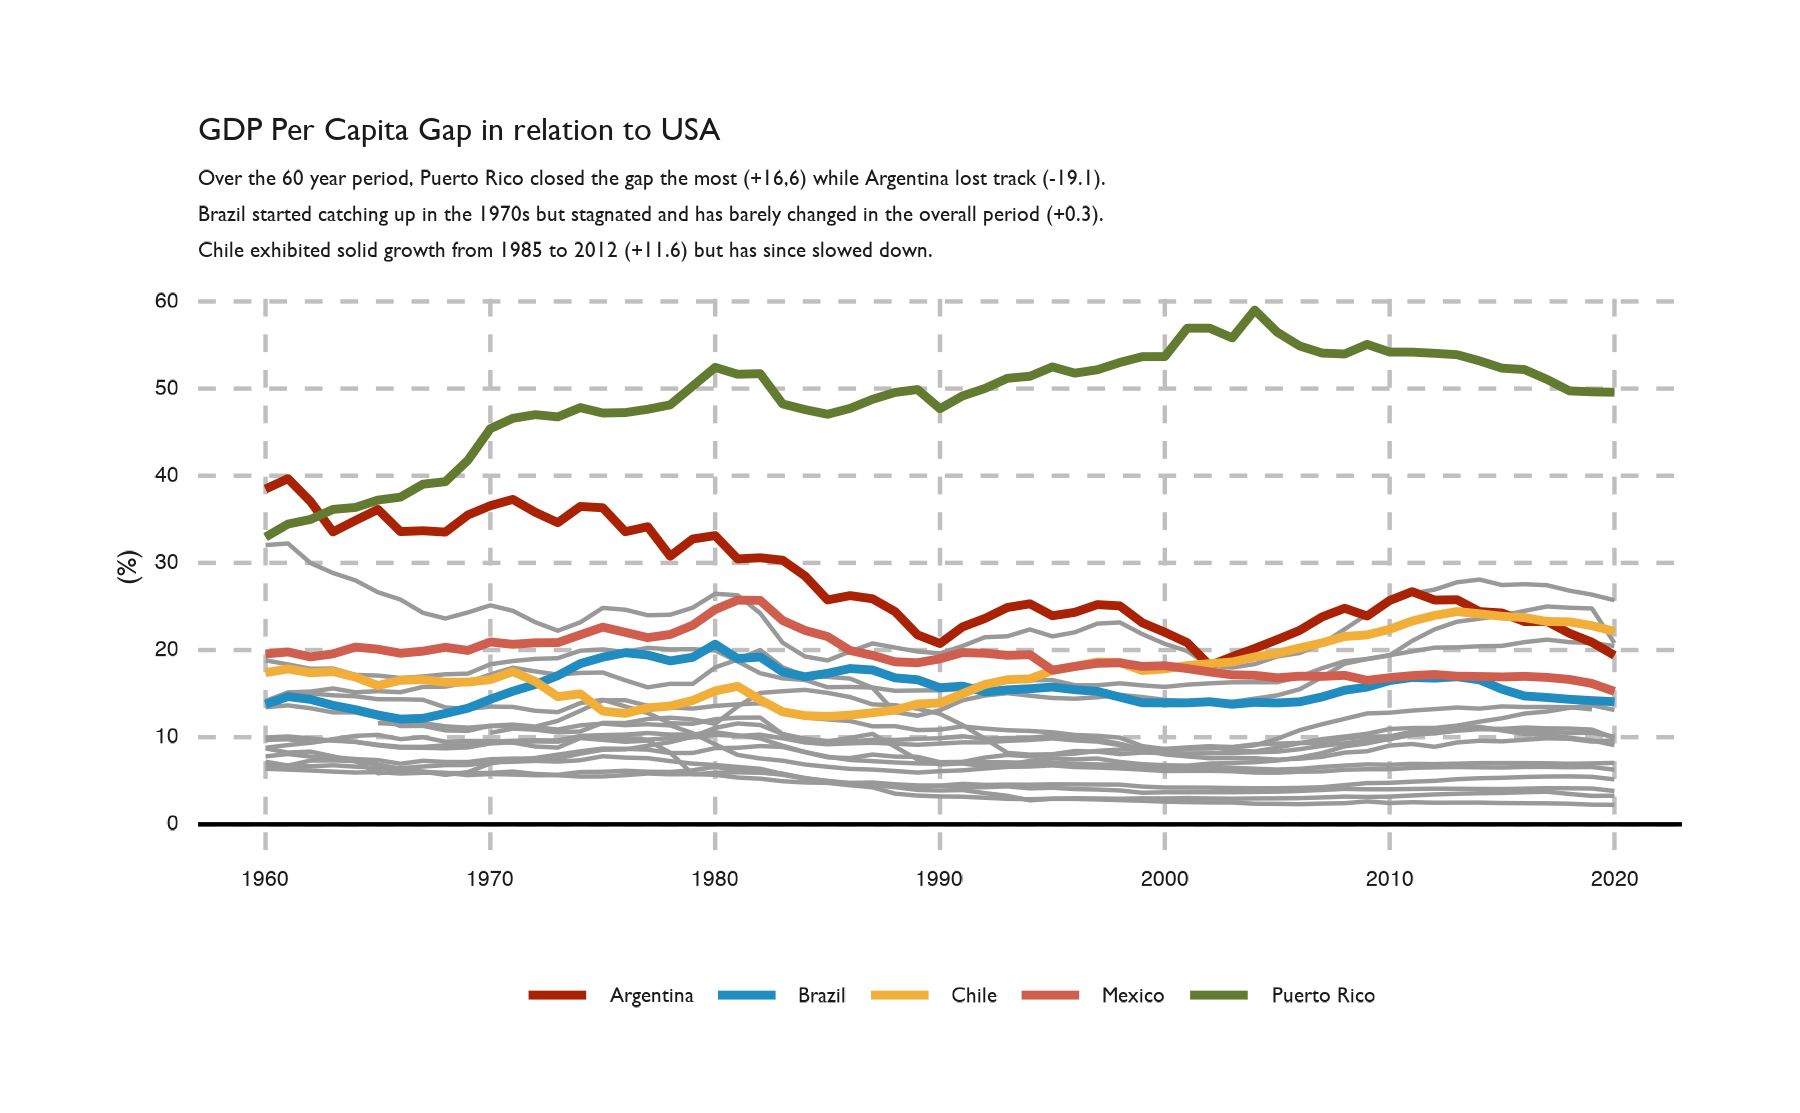 GDP Per Capita Gap in relation to USA
Over the 60 year period, Puerto Rico closed the gap the most (+16,6) while Argentina lost track (-19.1).
Brazil started catching up in the 1970s but stagnated and has barely changed in the overall period (+0.3).
Chile exhibited solid growth from 1985 to 2012 (+11.6) but has since slowed down.
60
50
40
30
20
10
0
(%)
1960 1970 1980 1990 2000 2010 2020
Argentina Brazil Chile Mexico Puerto Rico